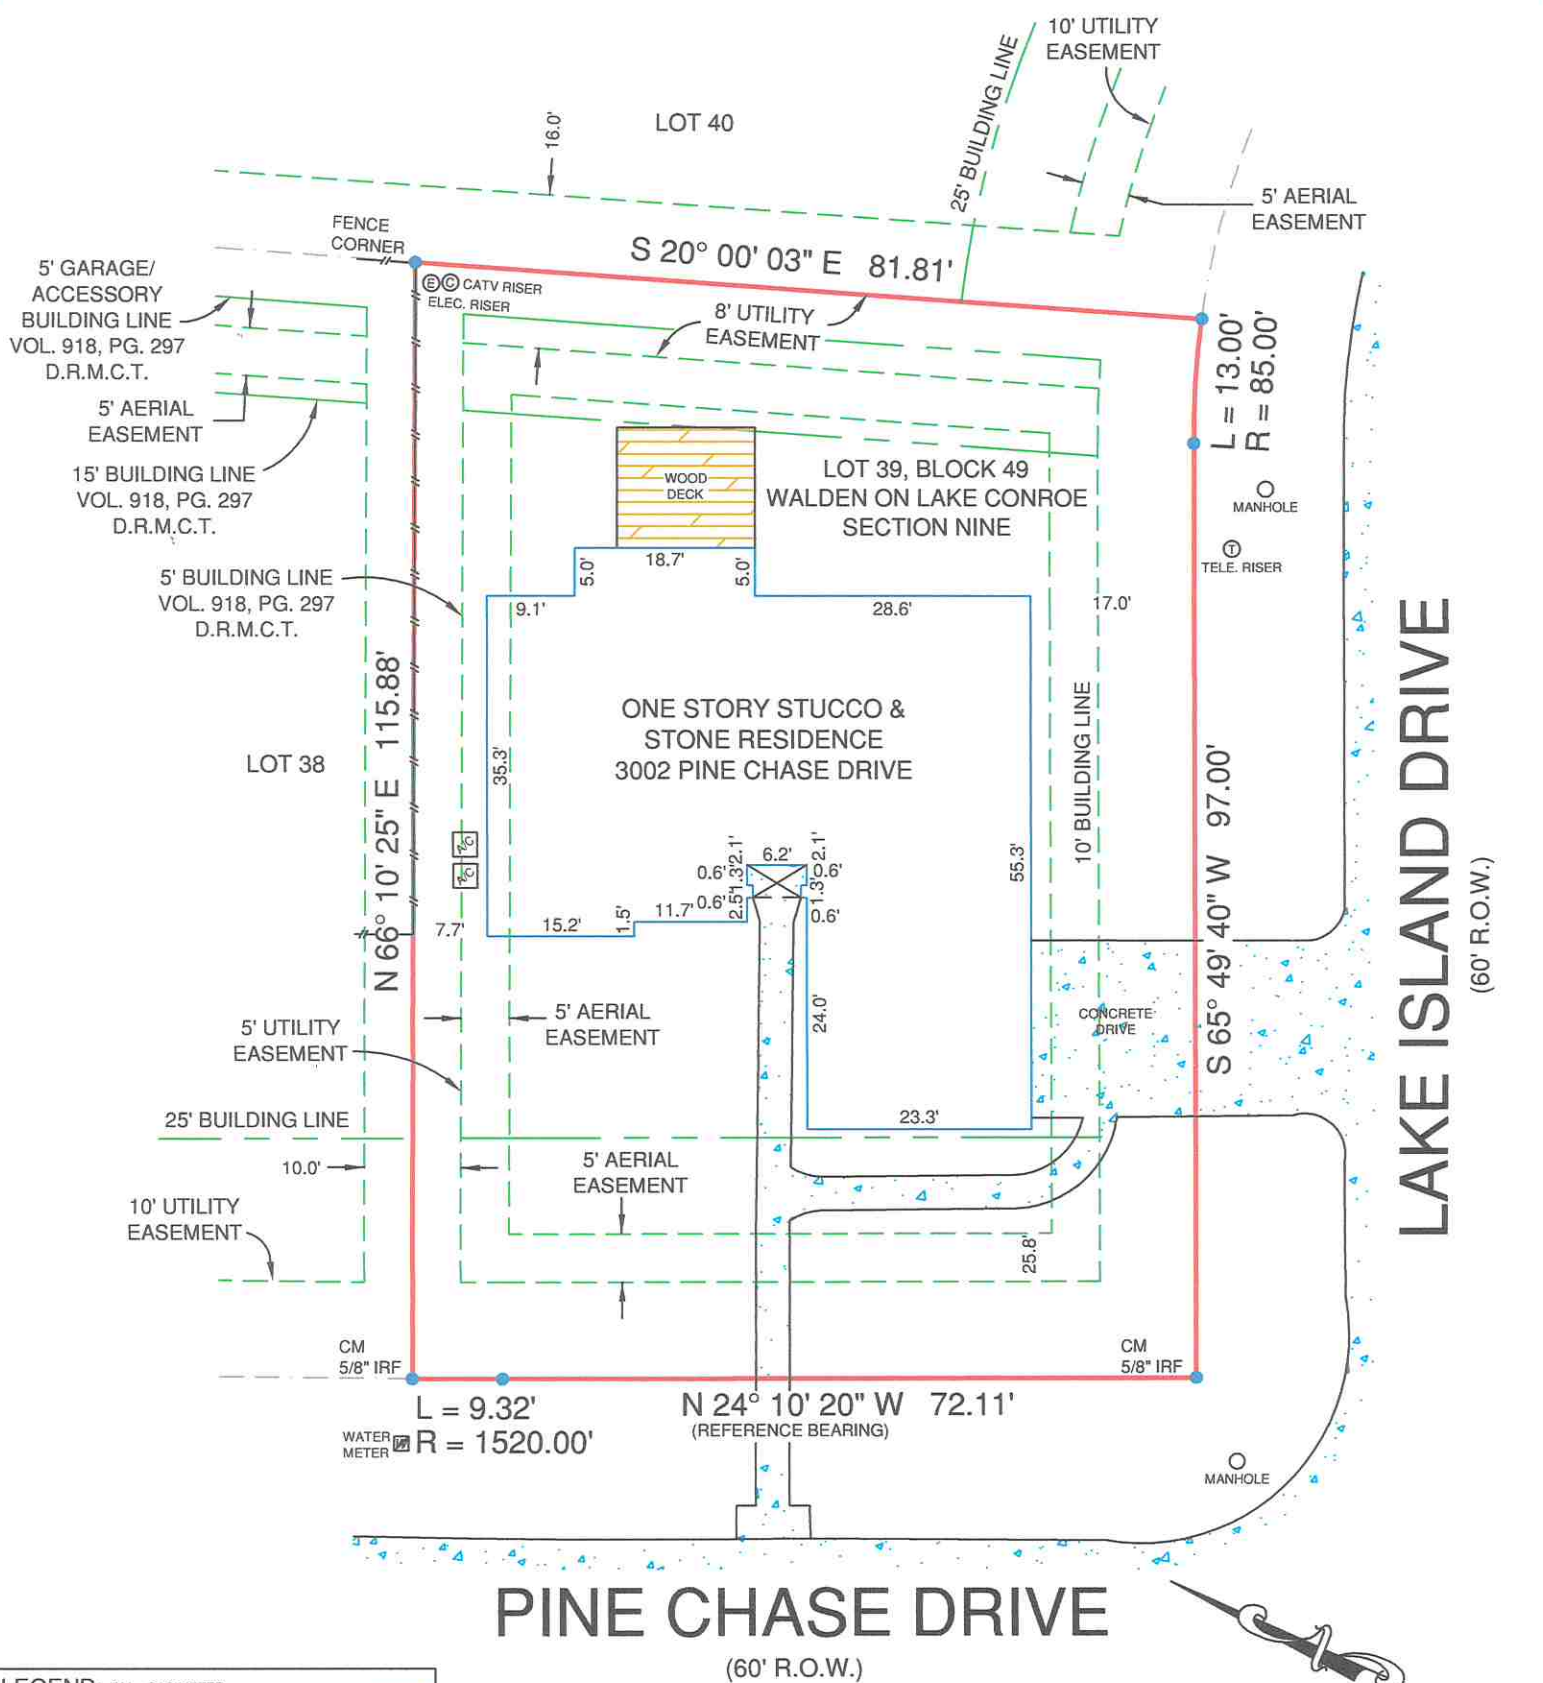 10' UTILITY
EASEMENT
25' BUILDING LINE
16.0'
LOT 40
5' AERIAL
EASEMENT
FENCE
CORNER
S 20° 00' 03" E 81.81'
5' GARAGE/
ACCESSORY
BUILDING LINE
VOL. 918, PG. 297
D.R.M.C.T.
E C CATV RISER
ELEC. RISER
8' UTILITY
EASEMENT
L = 13.00'
R = 85.00'
5' AERIAL
EASEMENT
15' BUILDING LINE
VOL. 918, PG. 297
D.R.M.C.T.
WOOD
DECK
LOT 39, BLOCK 49
WALDEN ON LAKE CONROE
SECTION NINE
MANHOLE
T
TELE. RISER
5' BUILDING LINE
VOL. 918, PG. 297
D.R.M.C.T.
5.0'
18.7'
5.0'
9.1'
28.6'
17.0'
N 66° 10' 25" E 115.88'
LOT 38
35.3'
ONE STORY STUCCO &
STONE RESIDENCE
3002 PINE CHASE DRIVE
10' BUILDING LINE
S 65° 49' 40" W 97.00'
LAKE ISLAND DRIVE
(60' R.O.W.)
55.3'
2.1'
6.2'
2.1'
0.6'
1.3'
0.6'
1.3'
0.6'
2.5'
0.6'
A/C
A/C
7.7'
15.2'
1.5'
11.7'
24.0'
CONCRETE
DRIVE
5' AERIAL
EASEMENT
5' UTILITY
EASEMENT
25' BUILDING LINE
23.3'
10.0'
5' AERIAL
EASEMENT
10' UTILITY
EASEMENT
25.8'
CM
5/8" IRF
CM
5/8" IRF
L = 9.32'
R = 1520.00'
WATER
METER
N 24° 10' 20" W 72.11'
(REFERENCE BEARING)
MANHOLE
PINE CHASE DRIVE
(60' R.O.W.)
LEGEND